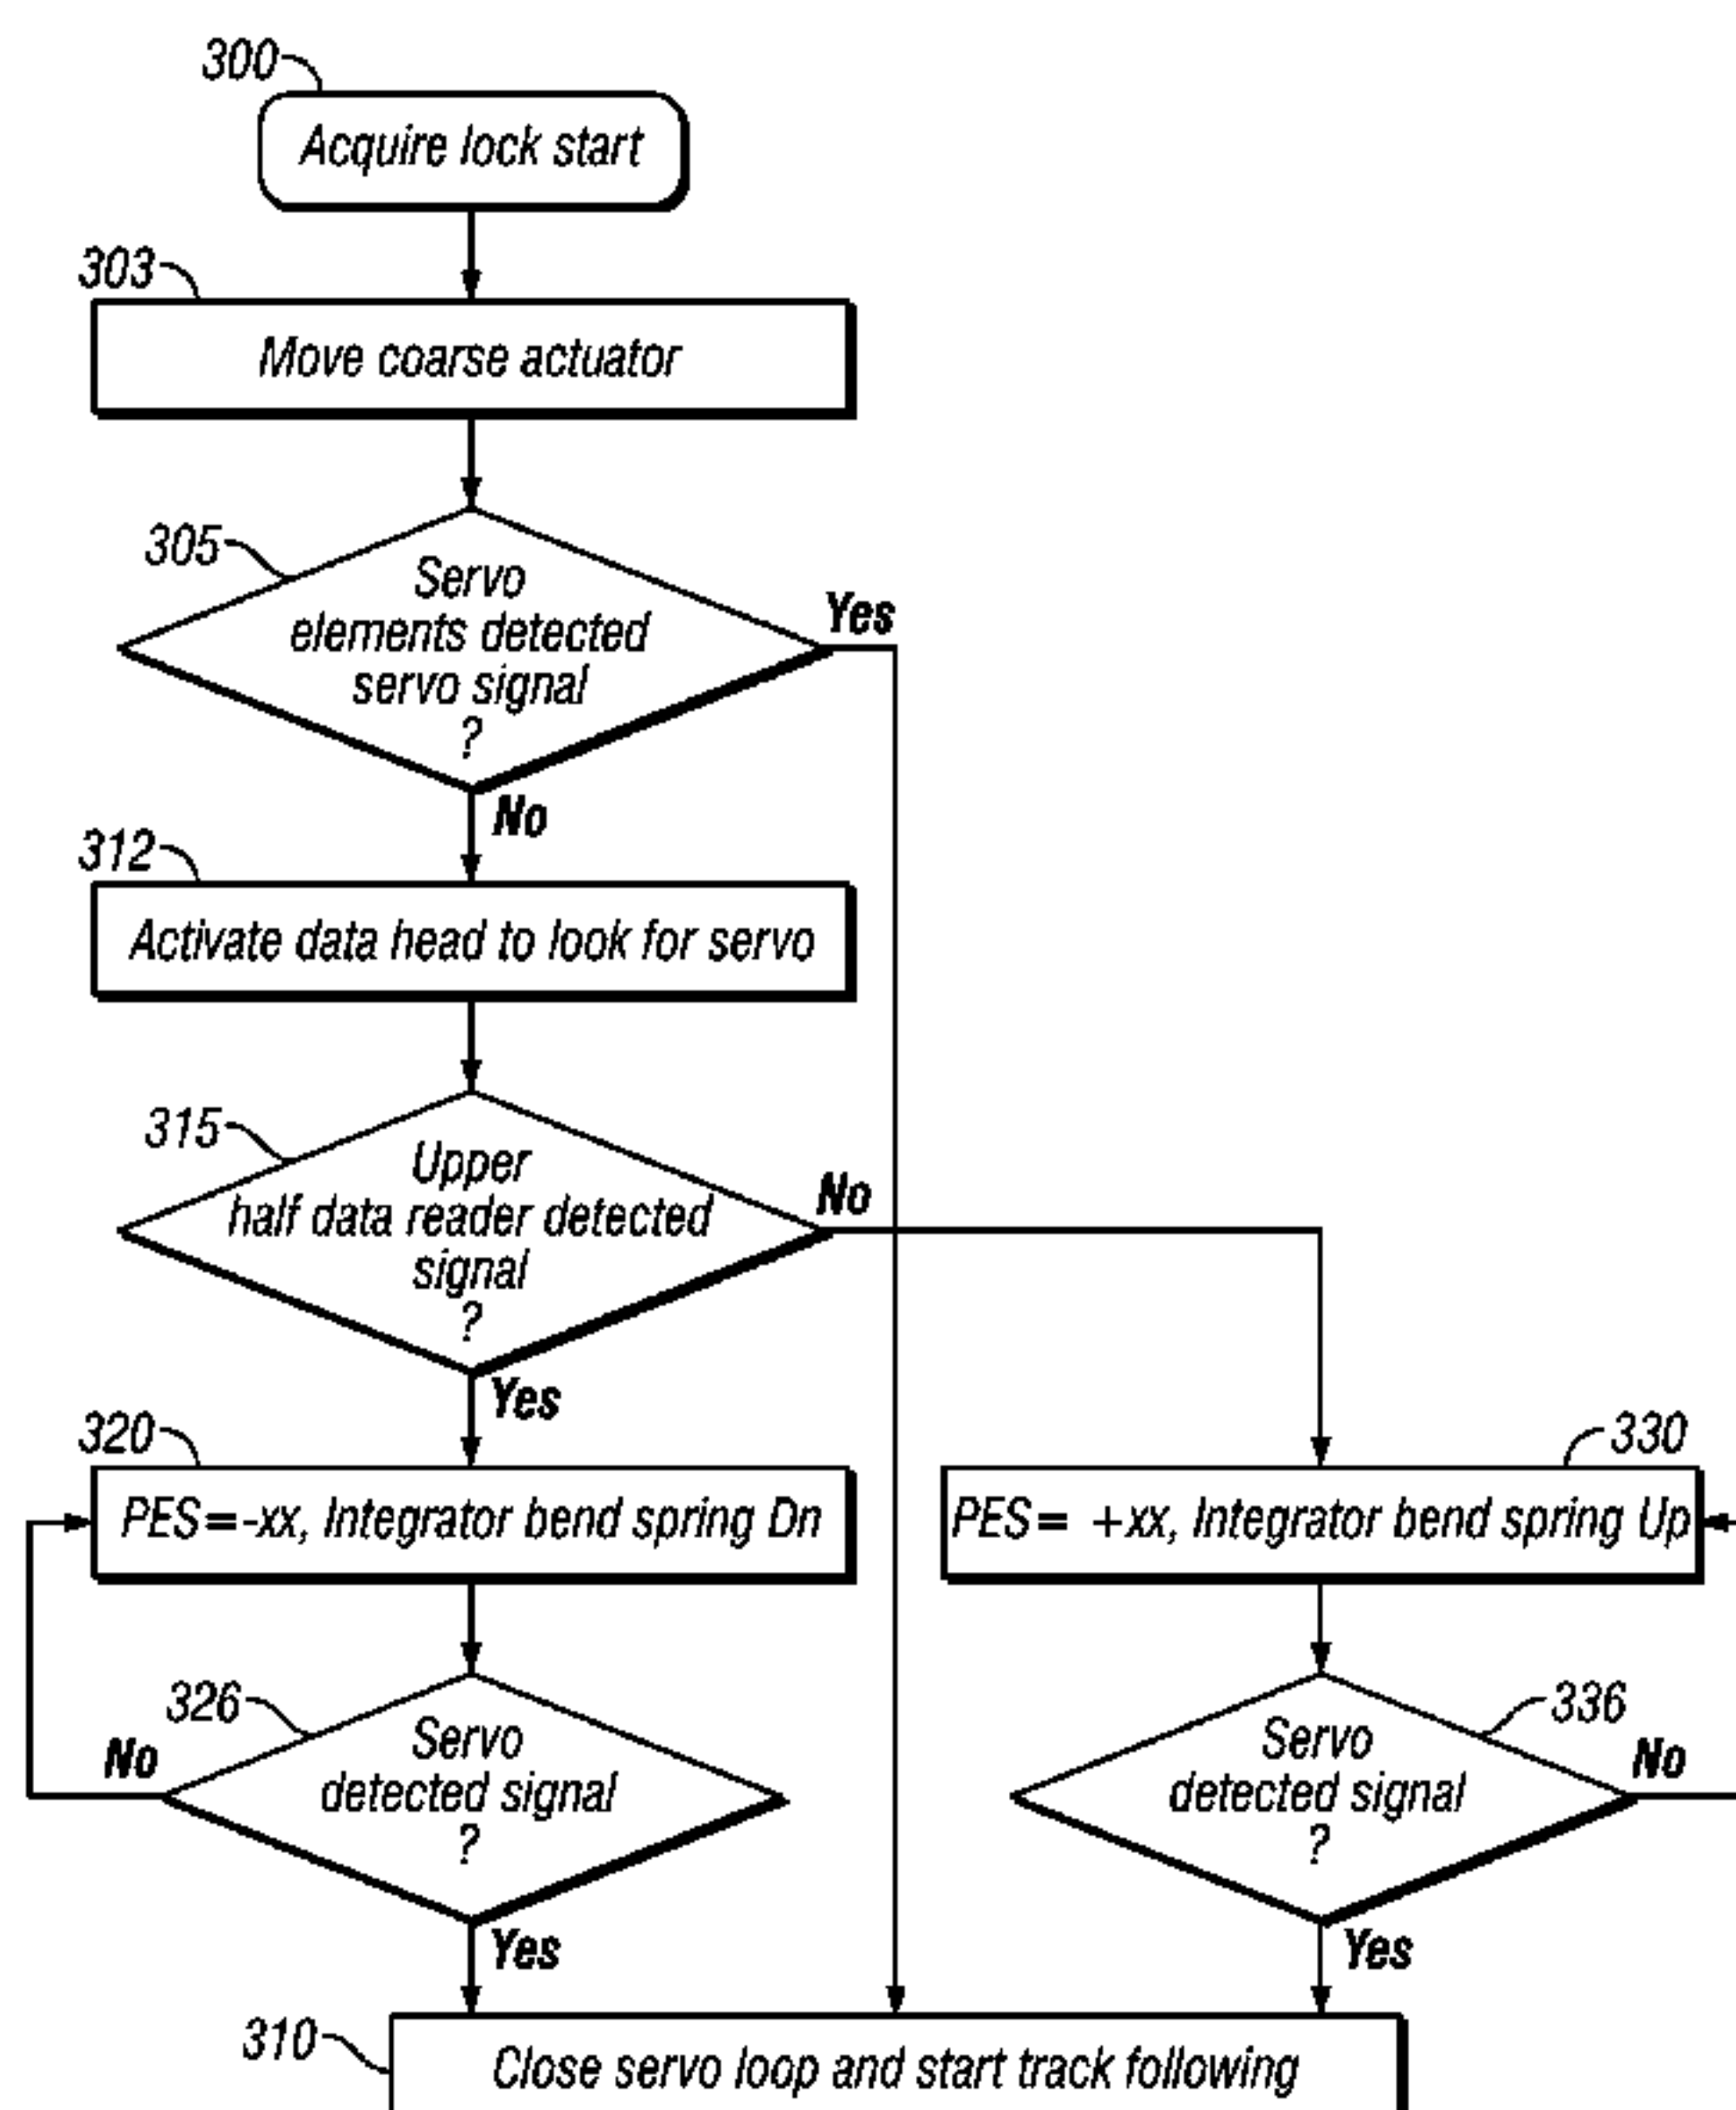 300
Acquire lock start
303
Move coarse actuator
305
Servo
elements detected
servo signal
?
Yes
No
312
Activate data head to look for servo
315
Upper
half data reader detected
signal
?
No
Yes
320
PES=-xx, Integrator bend spring Dn
330
PES= +xx, Integrator bend spring Up
326
Servo
detected signal
?
No
Yes
336
Servo
detected signal
?
No
Yes
310
Close servo loop and start track following